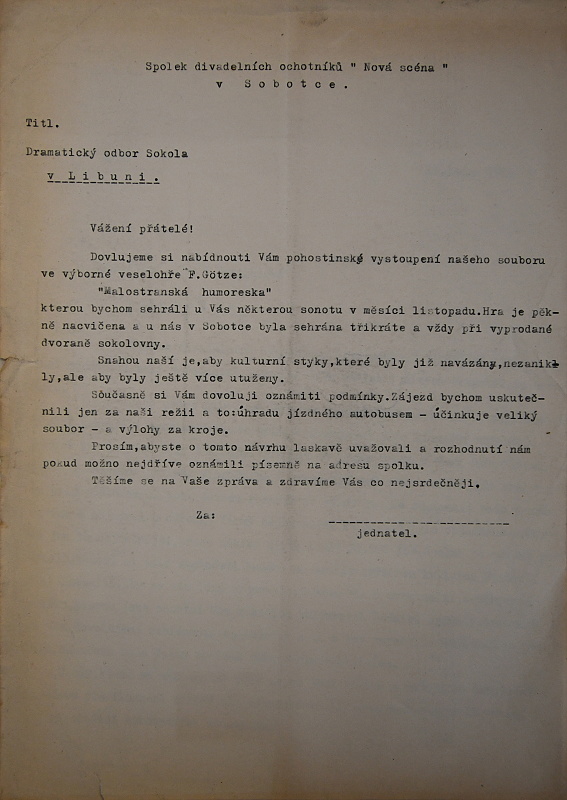 Spolek divadelních ochotníků " Nová scéna "
v S o b o t c e .
Titl.
Dramatický odbor Sokola
v L i b u n i .
Vážení přátelé!
Dovlujeme si nabídnouti Vám pohostinské vystoupení našeho souboru
ve výborné veselohře F.Götze:
"Malostranská humoreska"
kterou bychom sehráli u Vás některou sonotu v měsíci listopadu.Hra je pěk-
ně nacvičena a u nás v Sobotce byla sehrána třikráte a vždy při vyprodané
dvoraně sokolovny.
Snahou naší je,aby kulturní styky,které byly již navázány,nezanik-
ly,ale aby byly ještě více utuženy.
Sôučasně si Vám dovoluji oznámiti podmínky.Zájezd bychom uskuteč-
nili jen za naši režii a to:úhradu jízdného autobusem - účinkuje veliký
soubor - a výlohy za kroje.
Prosím,abyste o tomto návrhu laskavě uvažovali a rozhodnutí nám
pokud možno nejdříve oznámili písemně na adresu spolku.
Těšíme se na Vaše zpráva a zdravíme Vás co nejsrdečněji.
Za:
jednatel.